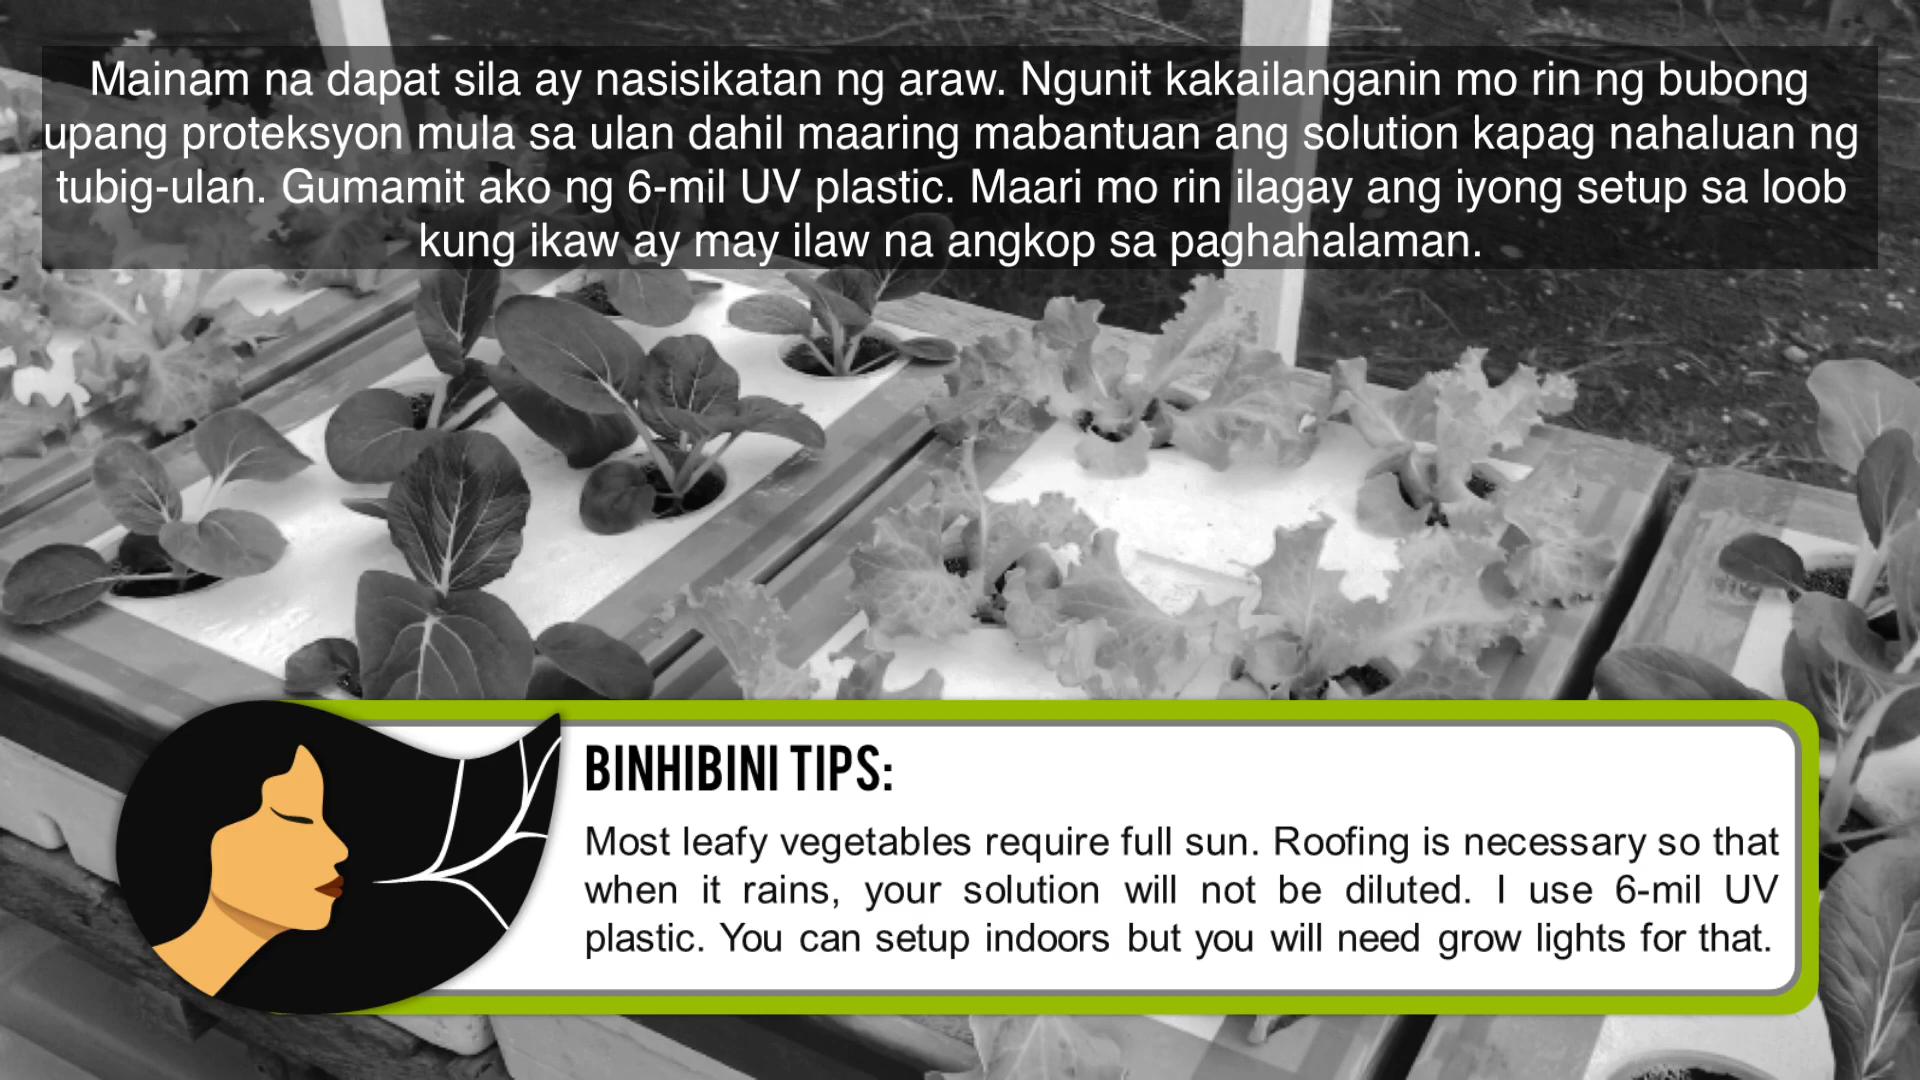 Mainam na dapat sila ay nasisikatan ng araw. Ngunit kakailanganin mo rin ng bubong
upang proteksyon mula sa ulan dahil maaring mabantuan ang solution kapag nahaluan ng
tubig-ulan. Gumamit ako ng 6-mil UV plastic. Maari mo rin ilagay ang iyong setup sa loob
kung ikaw ay may ilaw na angkop sa paghahalaman.
BINHIBINI TIPS:
Most leafy vegetables require full sun. Roofing is necessary so that
when it rains, your solution will not be diluted. I use 6-mil UV
plastic. You can setup indoors but you will need grow lights for that.